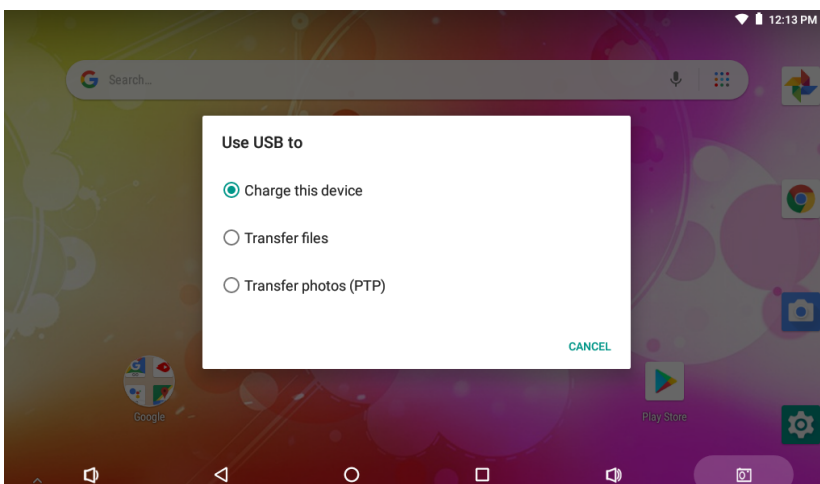 12:13 PM
Search...
Use USB to
Charge this device
Transfer files
Transfer photos (PTP)
CANCEL
Google
Play Store